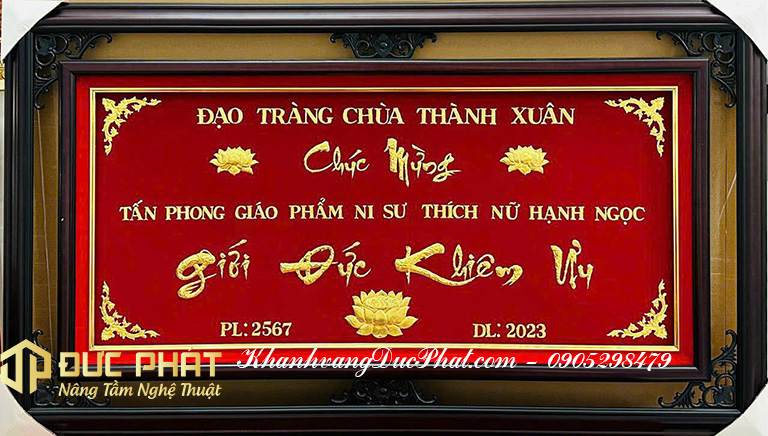 ĐẠO TRÀNG CHÙA THÀNH XUÂN
Chúc Mừng
TẤN PHONG GIÁO PHẨM NI SƯ THÍCH NỮ HẠNH NGỌC
Giới Đức Khiêm Ưu
PL: 2567 DL: 2023
KhanhvangDucPhat.com - 0905298479
ĐỨC PHÁT
Nâng Tầm Nghệ Thuật